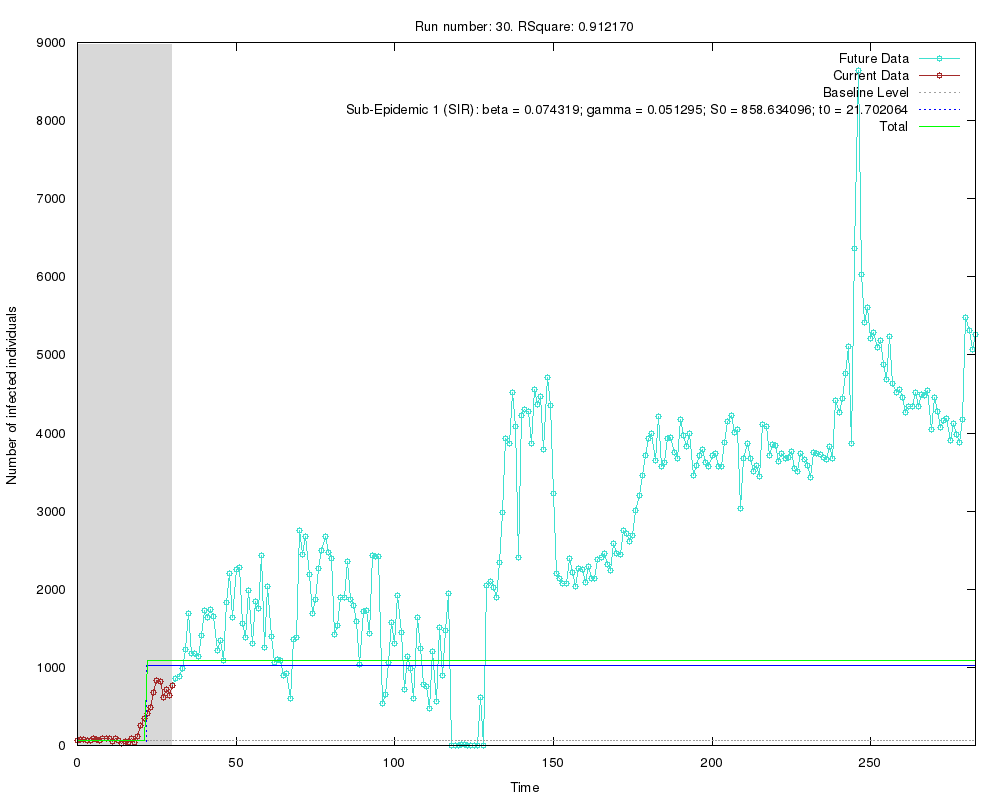 Run number: 30. RSquare: 0.912170
Future Data
Current Data
Baseline Level
Sub-Epidemic 1 (SIR): beta = 0.074319; gamma = 0.051295; S0 = 858.634096; t0 = 21.702064
Total
9000
8000
7000
6000
5000
4000
3000
2000
1000
0
Number of infected individuals
0 50 100 150 200 250
Time